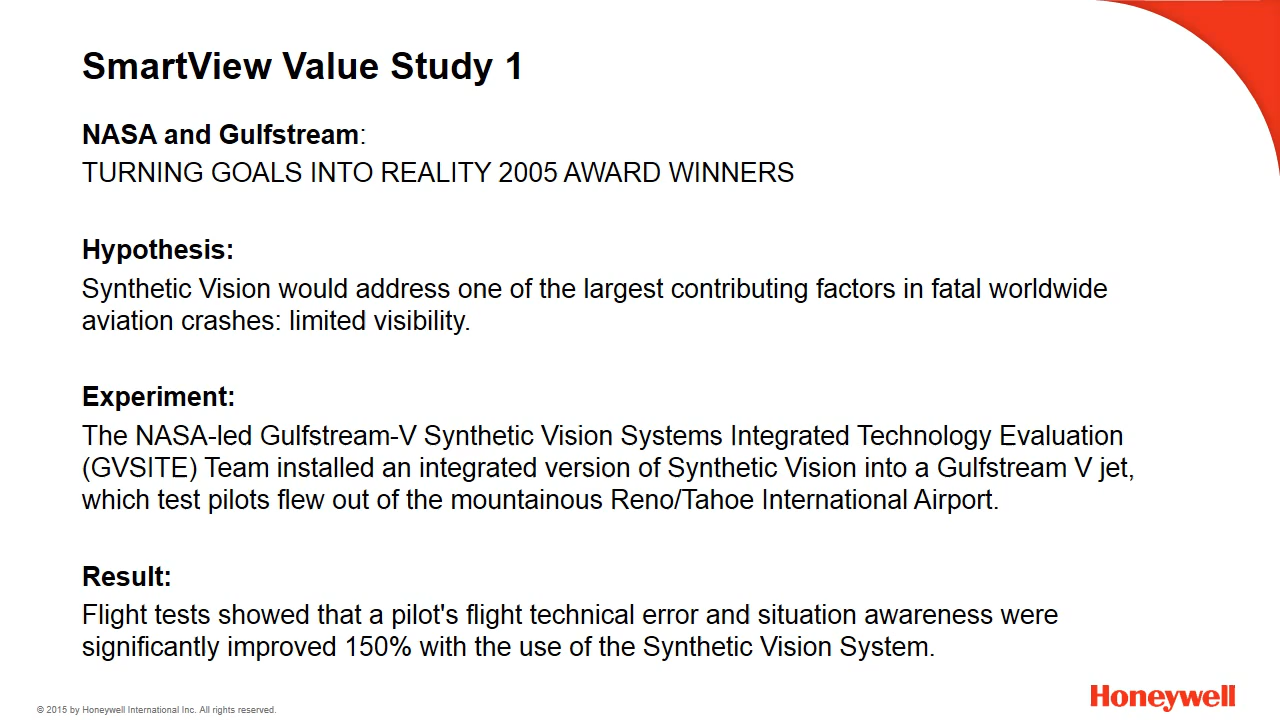 SmartView Value Study 1
NASA and Gulfstream:
TURNING GOALS INTO REALITY 2005 AWARD WINNERS
Hypothesis:
Synthetic Vision would address one of the largest contributing factors in fatal worldwide
aviation crashes: limited visibility.
Experiment:
The NASA-led Gulfstream-V Synthetic Vision Systems Integrated Technology Evaluation
(GVSITE) Team installed an integrated version of Synthetic Vision into a Gulfstream V jet,
which test pilots flew out of the mountainous Reno/Tahoe International Airport.
Result:
Flight tests showed that a pilot's flight technical error and situation awareness were
significantly improved 150% with the use of the Synthetic Vision System.
© 2015 by Honeywell International Inc. All rights reserved.
Honeywell